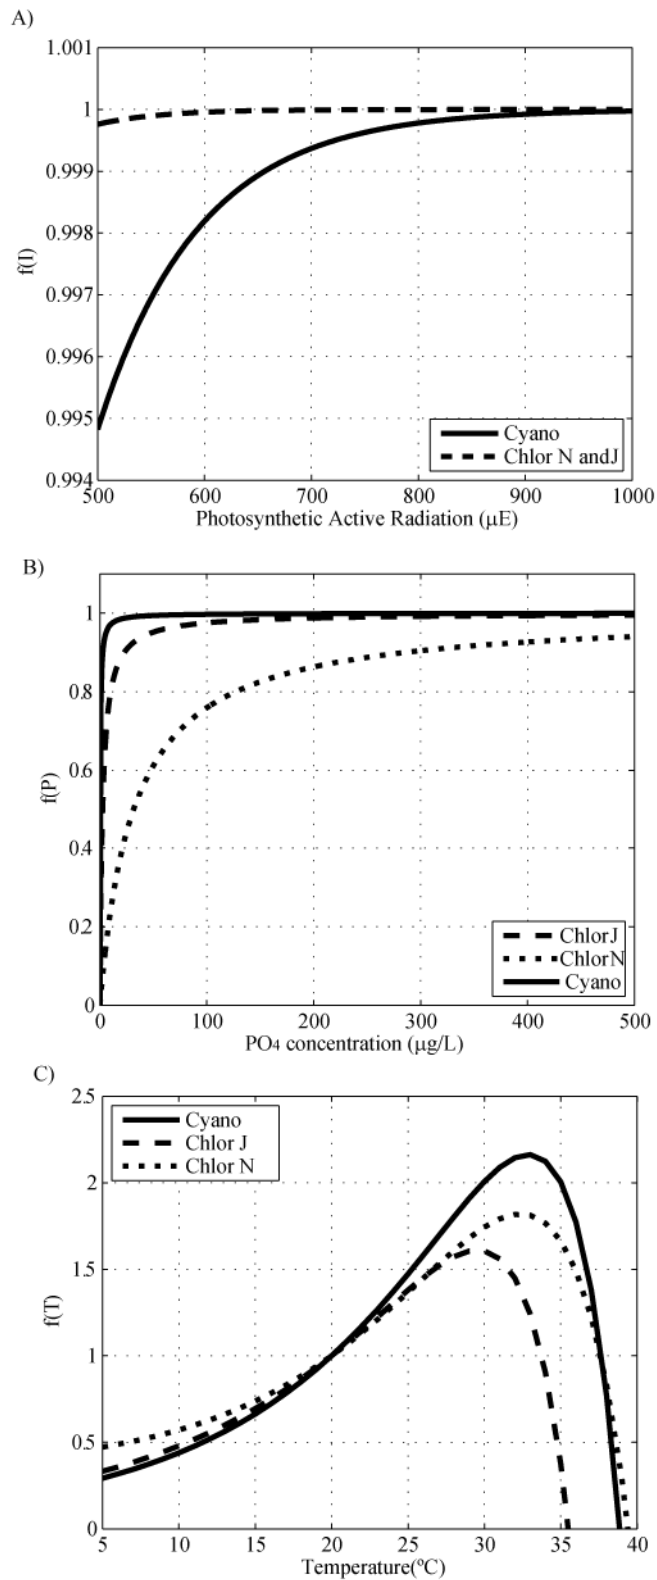 A)
1.001
1
0.999
0.998
0.997
0.996
0.995
0.994
f(I)
Cyano
Chlor N andJ
500 600 700 800 900 1000
Photosynthetic Active Radiation (μE)
B)
1
0.8
0.6
0.4
0.2
0
f(P)
ChlorJ
ChlorN
Cyano
0 100 200 300 400 500
PO4 concentration (μg/L)
C)
2.5
2
1.5
1
0.5
0
f(T)
Cyano
Chlor J
Chlor N
5 10 15 20 25 30 35 40
Temperature(ºC)